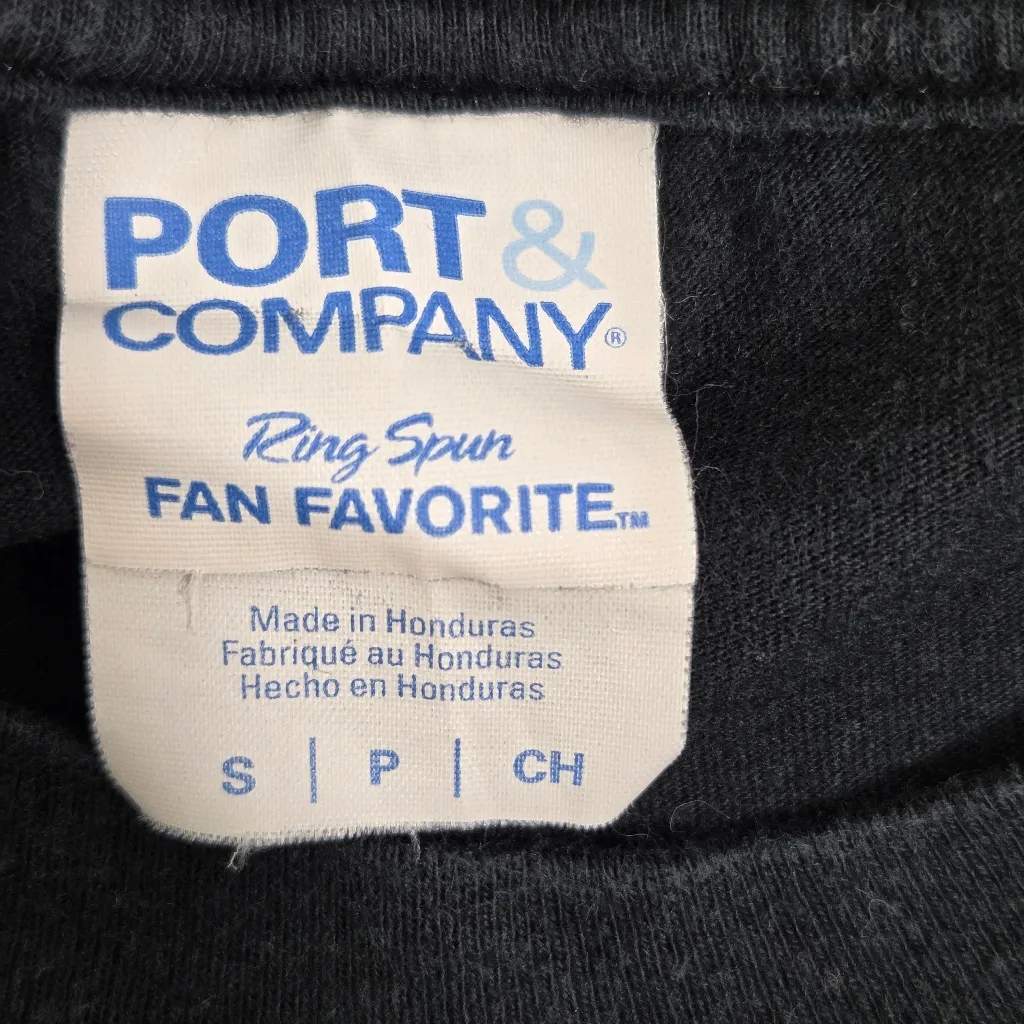 PORT &
COMPANY®
Ring Spun
FAN FAVORITE™
Made in Honduras
Fabriqué au Honduras
Hecho en Honduras
S | P | CH